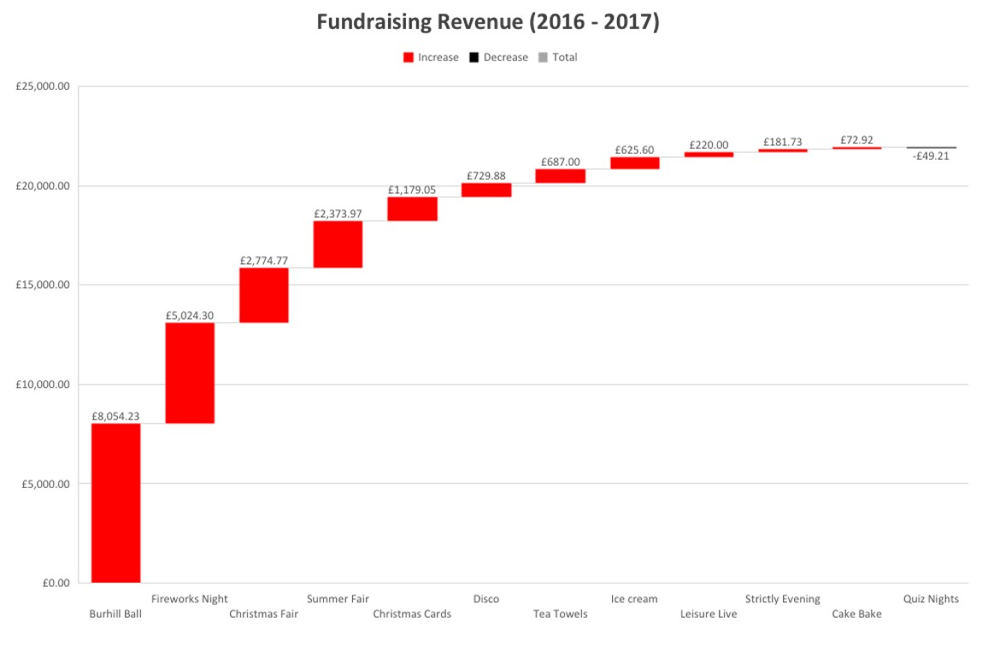 Fundraising Revenue (2016 - 2017)
Increase Decrease Total
£25,000.00
£20,000.00
£15,000.00
£10,000.00
£5,000.00
£0.00
£8,054.23
£5,024.30
£2,774.77
£2,373.97
£1,179.05
£729.88
£687.00
£625.60
£220.00
£181.73
£72.92
-£49.21
Burhill Ball
Fireworks Night
Christmas Fair
Summer Fair
Christmas Cards
Disco
Tea Towels
Ice cream
Leisure Live
Strictly Evening
Cake Bake
Quiz Nights